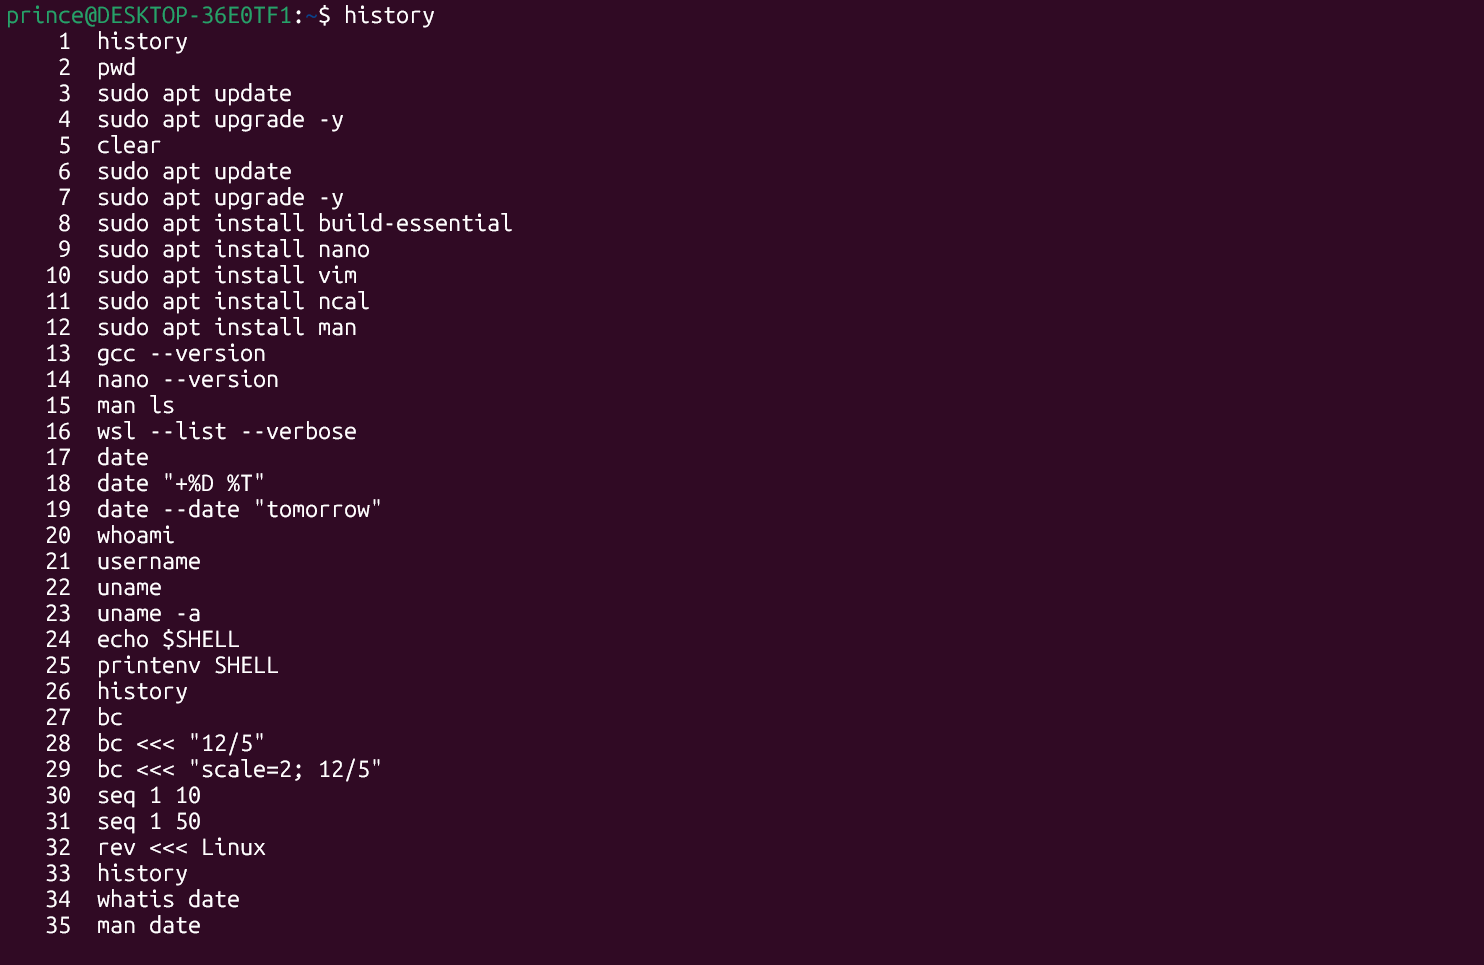 prince@DESKTOP-36E0TF1:~$ history
1 history
2 pwd
3 sudo apt update
4 sudo apt upgrade -y
5 clear
6 sudo apt update
7 sudo apt upgrade -y
8 sudo apt install build-essential
9 sudo apt install nano
10 sudo apt install vim
11 sudo apt install ncal
12 sudo apt install man
13 gcc --version
14 nano --version
15 man ls
16 wsl --list --verbose
17 date
18 date "+%D %T"
19 date --date "tomorrow"
20 whoami
21 username
22 uname
23 uname -a
24 echo $SHELL
25 printenv SHELL
26 history
27 bc
28 bc <<< "12/5"
29 bc <<< "scale=2; 12/5"
30 seq 1 10
31 seq 1 50
32 rev <<< Linux
33 history
34 whatis date
35 man date